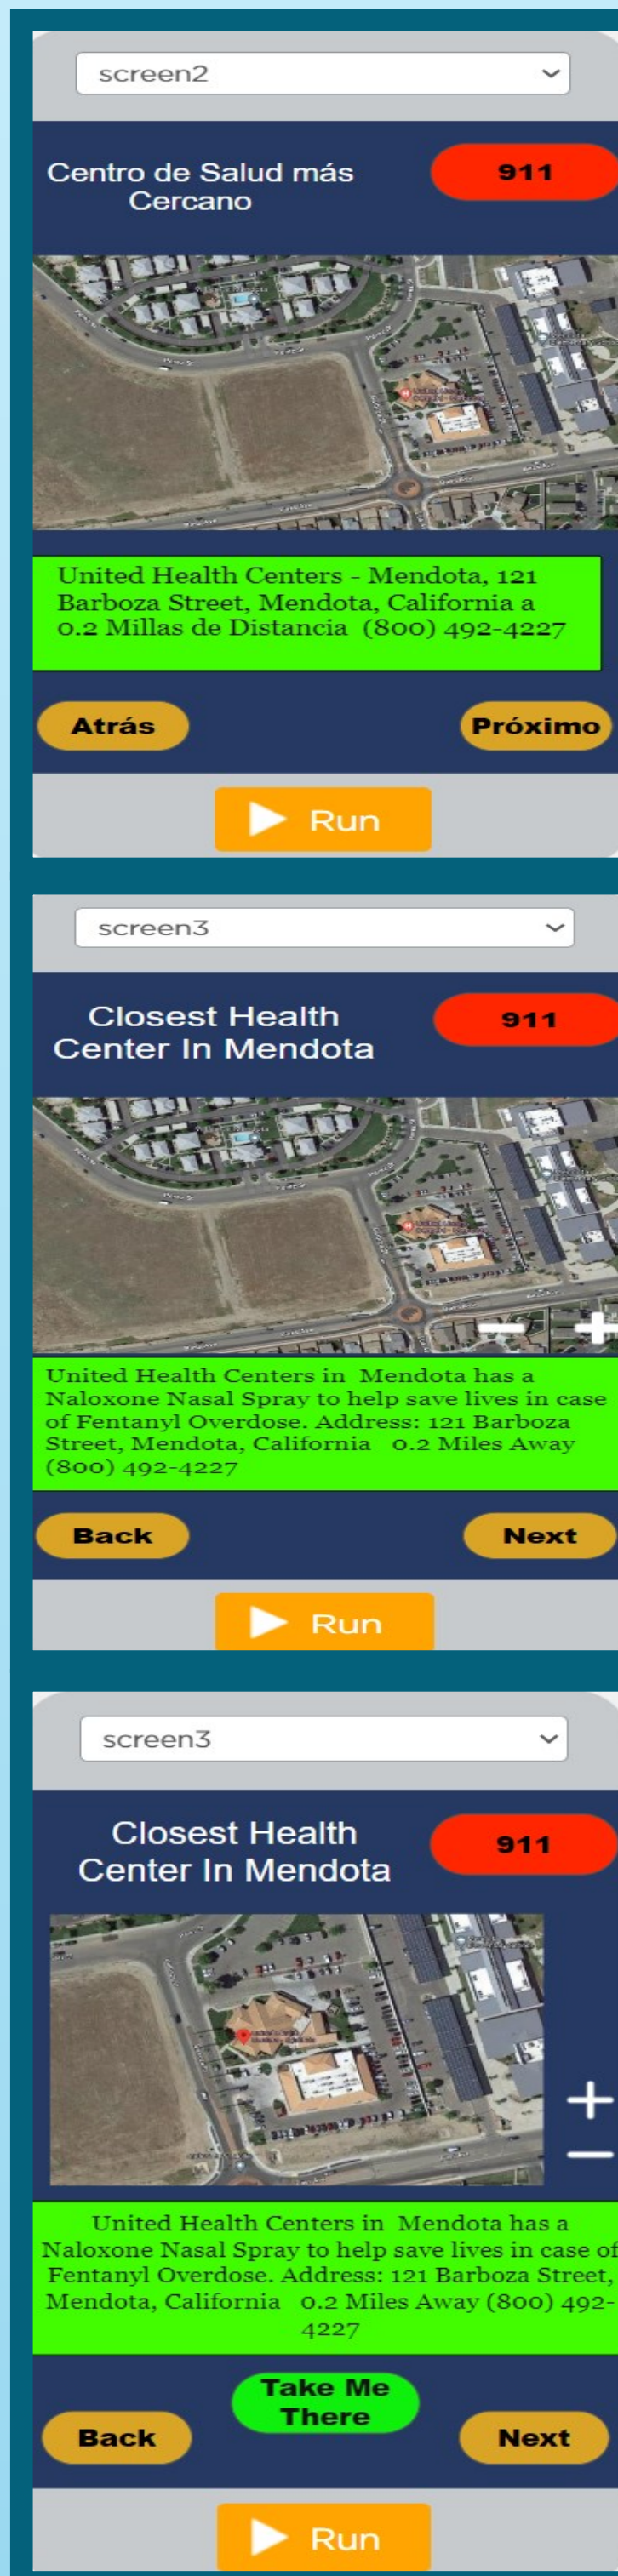 screen2
Centro de Salud más
Cercano
911
United Health Centers - Mendota, 121
Barboza Street, Mendota, California a
0.2 Millas de Distancia (800) 492-4227
Atrás
Próximo
Run
screen3
Closest Health
Center In Mendota
911
United Health Centers in Mendota has a
Naloxone Nasal Spray to help save lives in case
of Fentanyl Overdose. Address: 121 Barboza
Street, Mendota, California 0.2 Miles Away
(800) 492-4227
Back
Next
Run
screen3
Closest Health
Center In Mendota
911
United Health Centers in Mendota has a
Naloxone Nasal Spray to help save lives in case of
Fentanyl Overdose. Address: 121 Barboza Street,
Mendota, California 0.2 Miles Away (800) 492-
4227
Take Me
There
Back
Next
Run